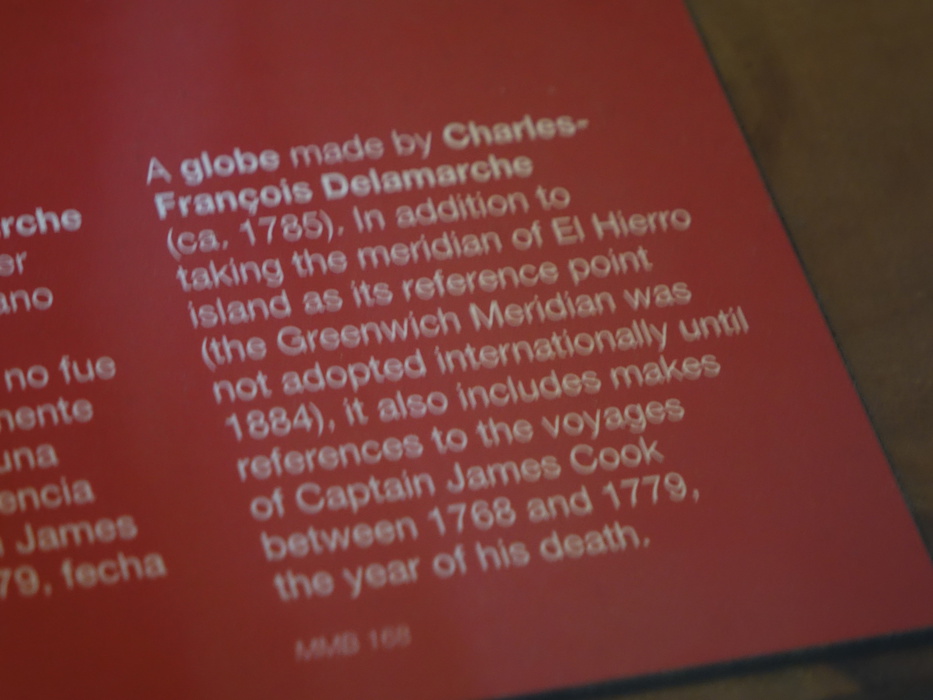 rche
er
ano
no fue
nente
una
encia
James
79, fecha
A globe made by Charles-
François Delamarche
(ca. 1785). In addition to
taking the meridian of El Hierro
island as its reference point
(the Greenwich Meridian was
not adopted internationally until
1884), it also includes makes
references to the voyages
of Captain James Cook
between 1768 and 1779,
the year of his death.
MMB 168